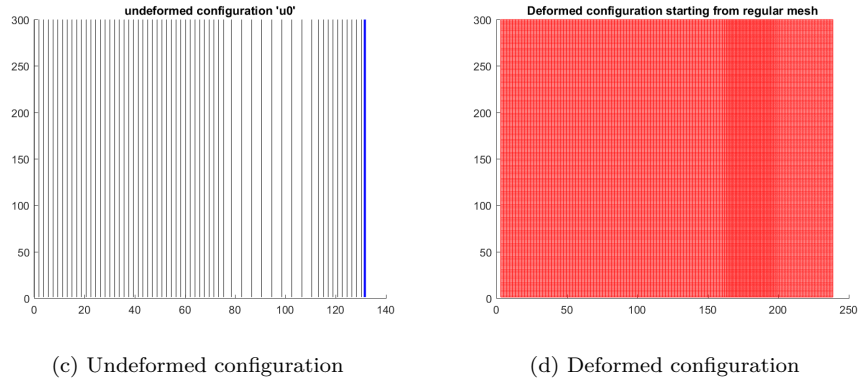 undeformed configuration 'u0'
300
250
200
150
100
50
0
0 20 40 60 80 100 120 140
(c) Undeformed configuration
Deformed configuration starting from regular mesh
300
250
200
150
100
50
0
0 50 100 150 200 250
(d) Deformed configuration